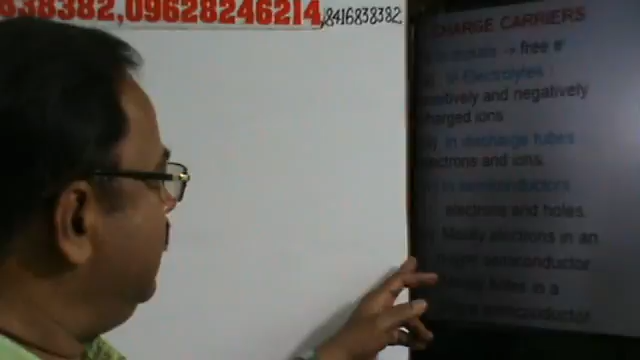 838382,09628246214,8416838382,
CHARGE CARRIERS
→ free e
in Electrolytes :
positively and negatively
charged ions
in discharge tubes
electrons and ions.
in semiconductors
electrons and holes.
Mostly electrons in an
semiconductor
holes in a
semiconductor